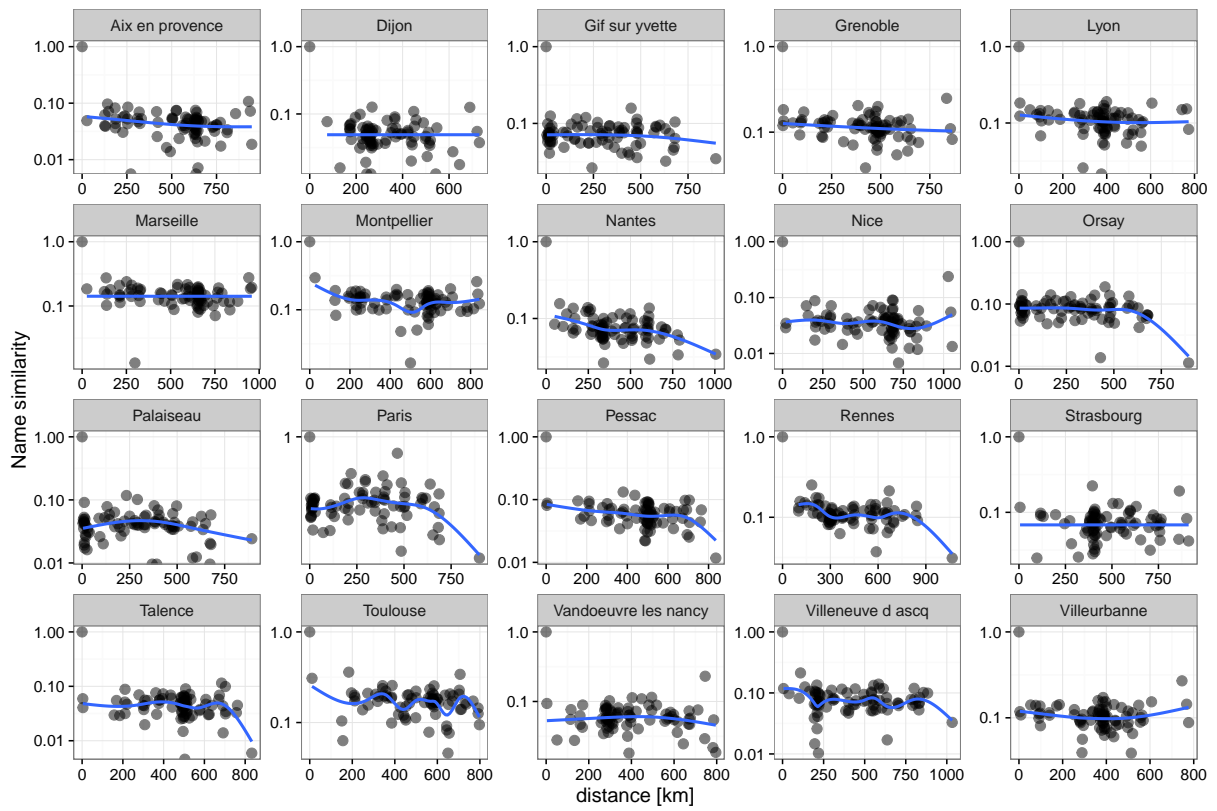 Aix en provence Dijon Gif sur yvette Grenoble Lyon
1.00 0.10 0.01
1.0 0.1
1.0 0.1
1.0 0.1
1.0 0.1
0 250 500 750
0 200 400 600
0 250 500 750
0 250 500 750
0 200 400 600 800
Marseille Montpellier Nantes Nice Orsay
1.0 0.1
1.0 0.1
1.0 0.1
1.00 0.10 0.01
1.00 0.10 0.01
0 250 500 750 1000
0 200 400 600 800
0 250 500 750 1000
0 250 500 750 1000
0 250 500 750
Name similarity
Palaiseau Paris Pessac Rennes Strasbourg
1.00 0.10 0.01
1
1.00 0.10 0.01
1.0 0.1
1.0 0.1
0 250 500 750
0 250 500 750
0 200 400 600 800
0 300 600 900
0 250 500 750
Talence Toulouse Vandoeuvre les nancy Villeneuve d ascq Villeurbanne
1.00 0.10 0.01
1.0 0.1
1.0 0.1
1.00 0.10 0.01
1.0 0.1
0 200 400 600 800
0 200 400 600 800
0 200 400 600 800
0 250 500 750 1000
0 200 400 600 800
distance [km]